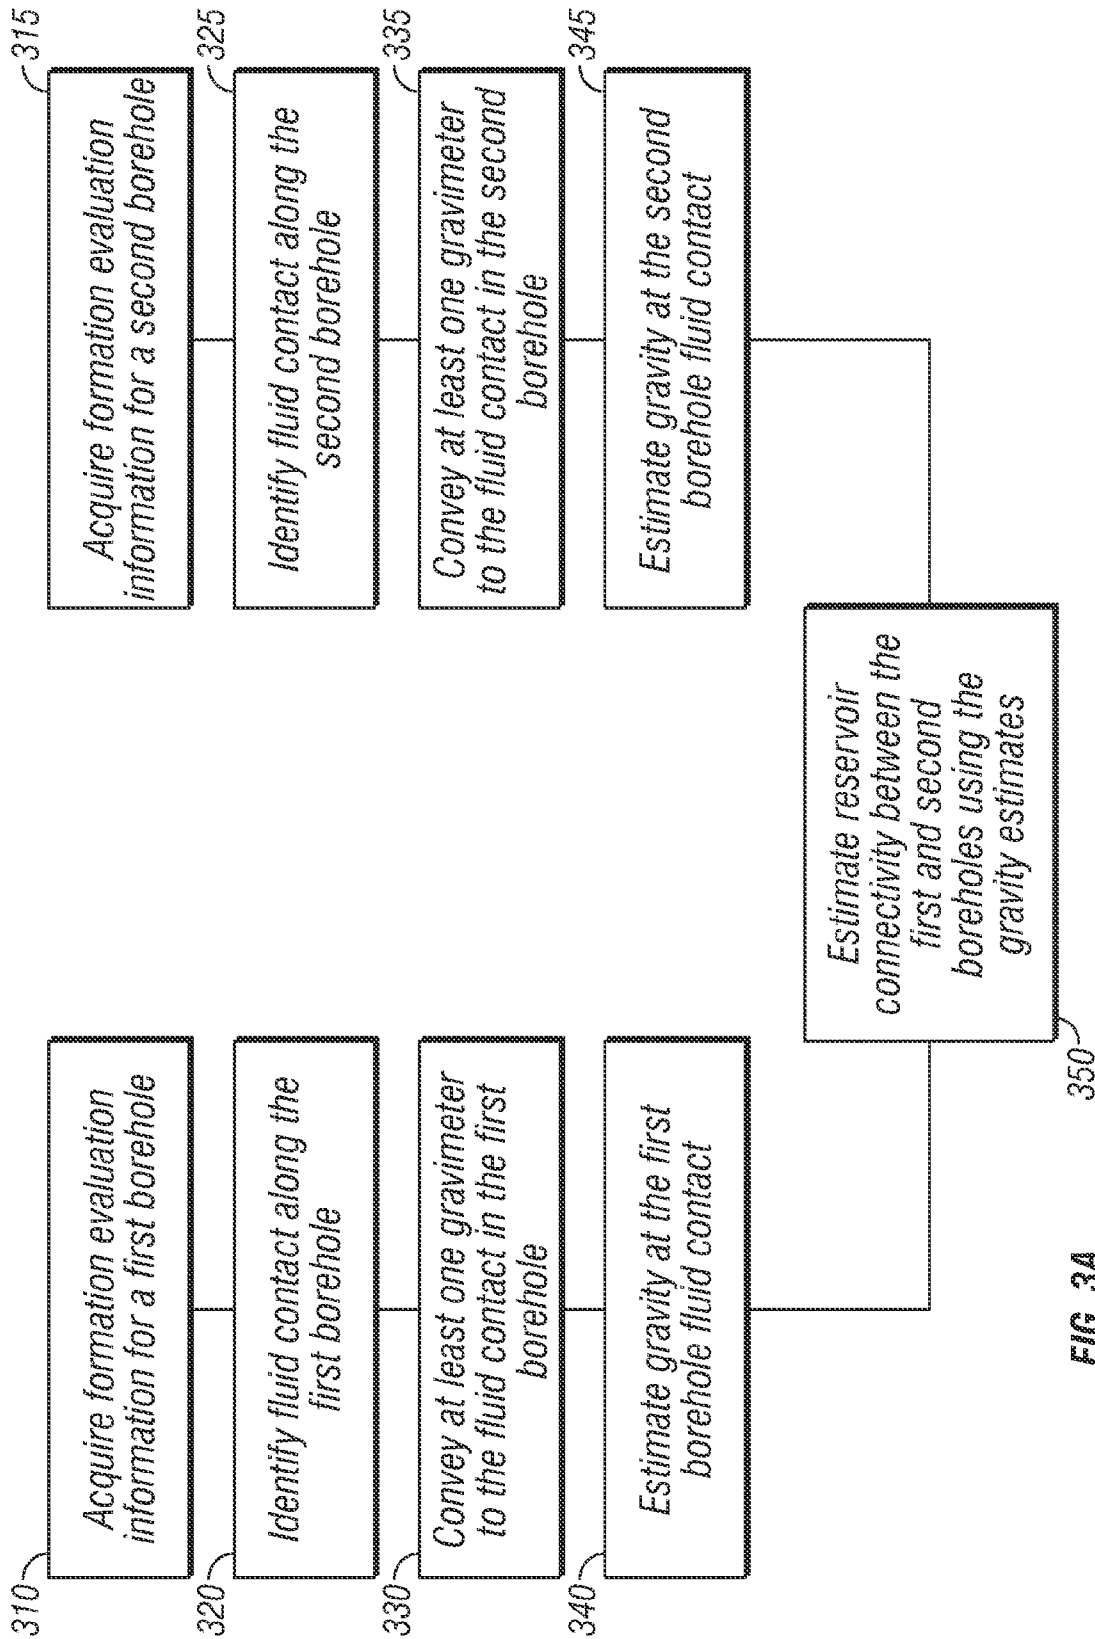 310
Acquire formation evaluation
information for a first borehole
320
Identify fluid contact along the
first borehole
330
Convey at least one gravimeter
to the fluid contact in the first
borehole
340
Estimate gravity at the first
borehole fluid contact
315
Acquire formation evaluation
information for a second borehole
325
Identify fluid contact along the
second borehole
335
Convey at least one gravimeter
to the fluid contact in the second
borehole
345
Estimate gravity at the second
borehole fluid contact
Estimate reservoir
connectivity between the
first and second
boreholes using the
gravity estimates
350
FIG. 3A